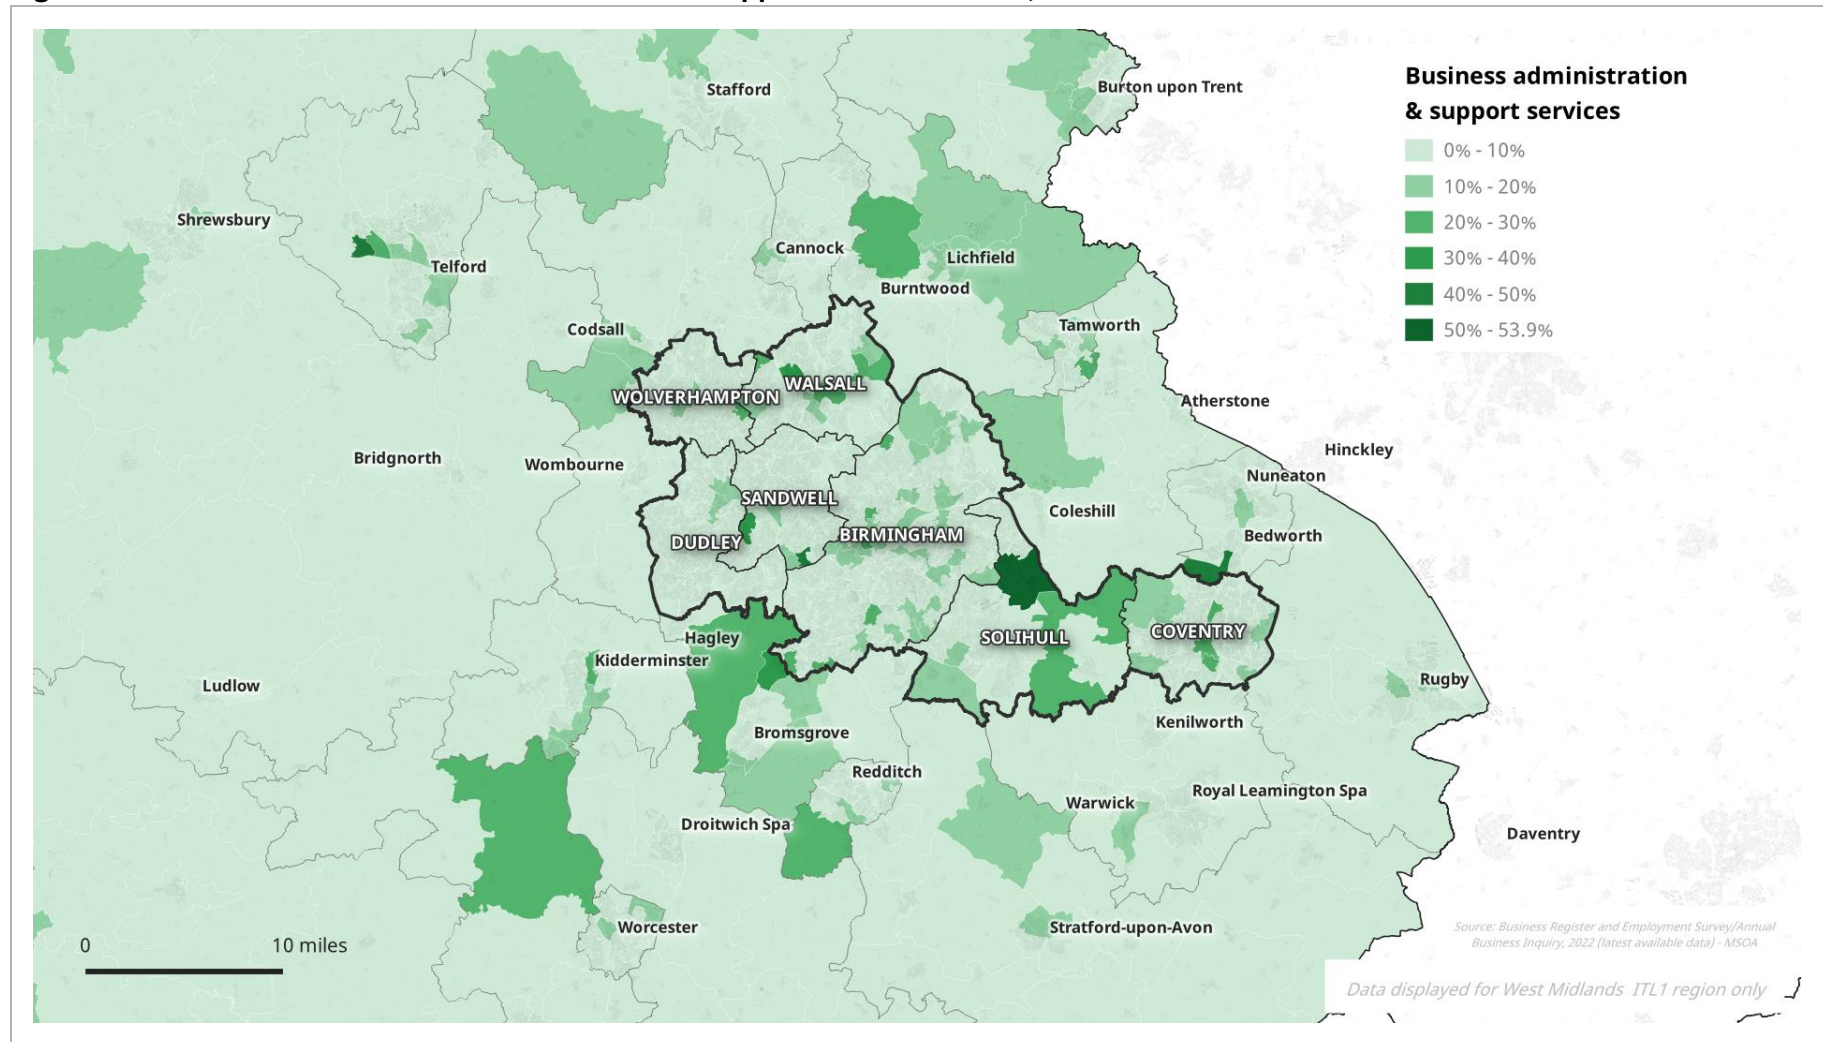 Stafford
Burton upon Trent
Business administration
& support services
0% - 10%
10% - 20%
20% - 30%
30% - 40%
40% - 50%
50% - 53.9%
Shrewsbury
Telford
Cannock
Lichfield
Burntwood
Codsall
Tamworth
WOLVERHAMPTON
WALSALL
Atherstone
Bridgnorth
Wombourne
Hinckley
Nuneaton
SANDWELL
Coleshill
DUDLEY
BIRMINGHAM
Bedworth
Hagley
SOLIHULL
COVENTRY
Kidderminster
Ludlow
Rugby
Bromsgrove
Kenilworth
Redditch
Warwick
Royal Leamington Spa
Droitwich Spa
Daventry
Worcester
Stratford-upon-Avon
0 10 miles
Source: Business Register and Employment Survey/Annual
Business Inquiry, 2022 (latest available data) - MSOA
Data displayed for West Midlands ITL1 region only